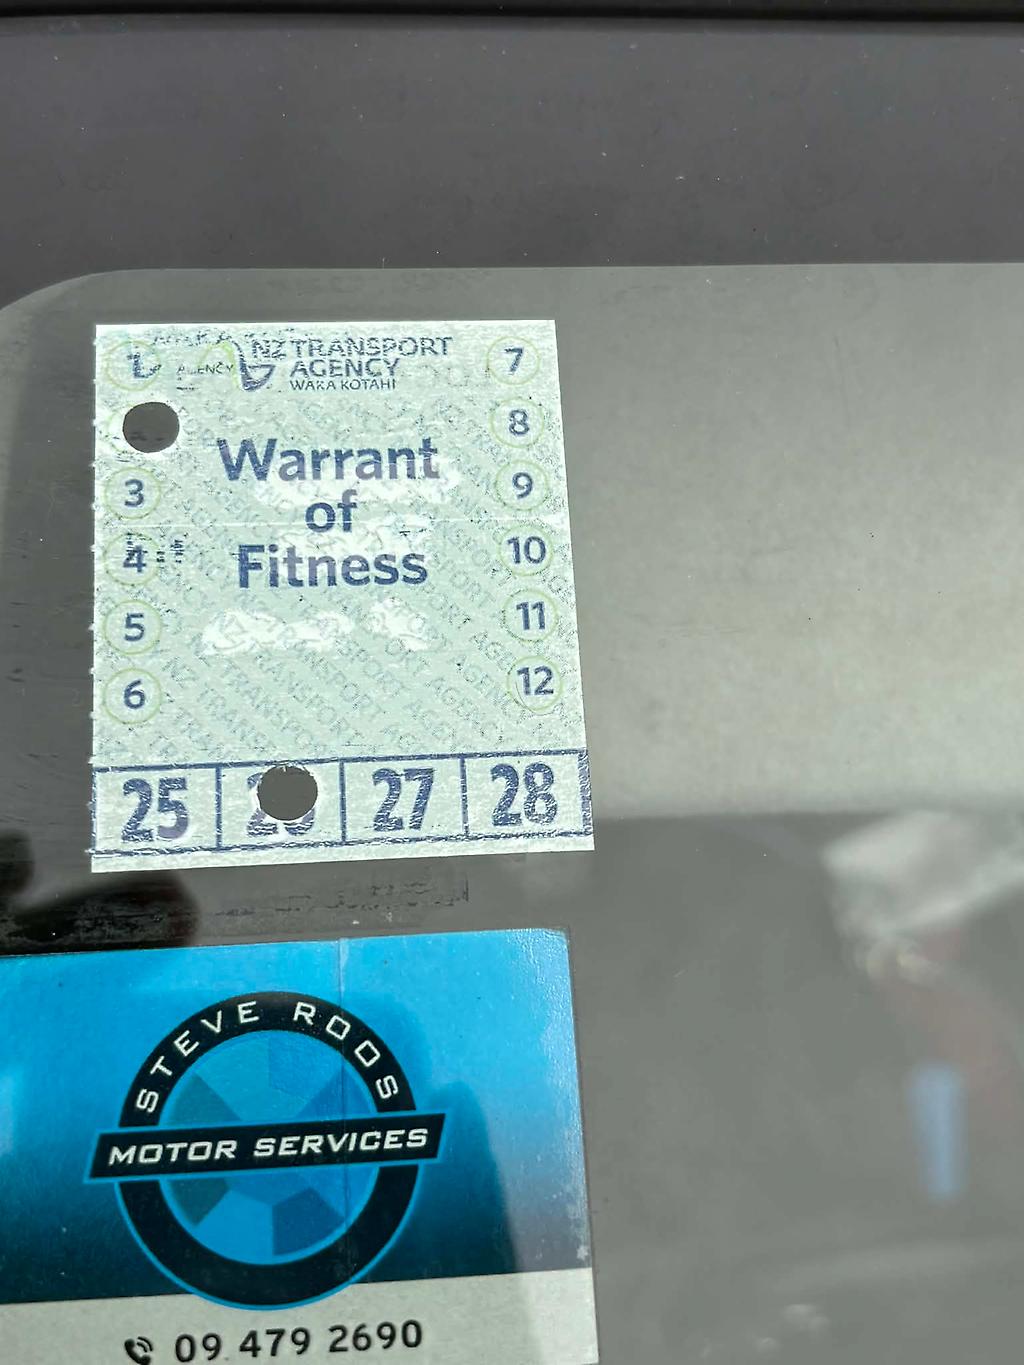 NZ TRANSPORT
AGENCY
WAKA KOTAHI
1
7
8
Warrant
of
Fitness
3
9
4
10
5
11
6
12
25
27
28
STEVE ROOS
MOTOR SERVICES
09 479 2690